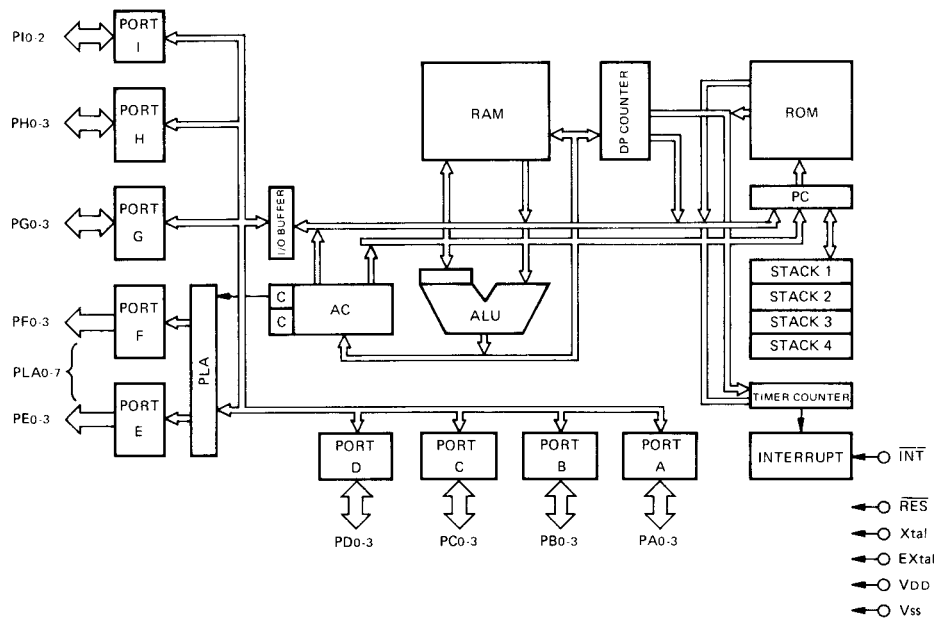 PI0-2
PORT
I
PH0-3
PORT
H
PG0-3
PORT
G
PF0-3
PORT
F
PLA0-7
PE0-3
PORT
E
PLA
I/O BUFFER
C
C
AC
RAM
ALU
DP COUNTER
ROM
PC
STACK 1
STACK 2
STACK 3
STACK 4
TIMER COUNTER
INTERRUPT
INT
RES
Xtal
EXtal
VDD
Vss
PORT
D
PORT
C
PORT
B
PORT
A
PD0-3
PC0-3
PB0-3
PA0-3